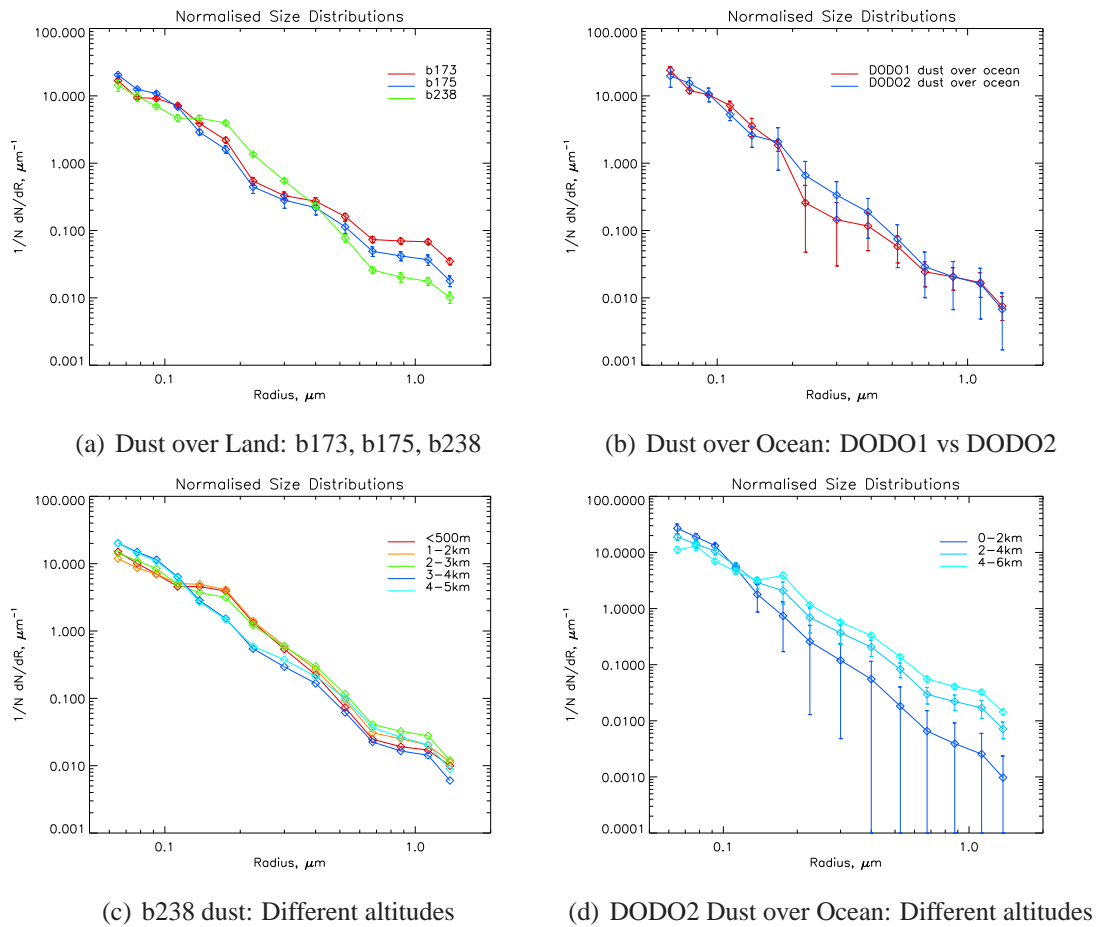 Normalised Size Distributions
100.000
10.000
1.000
0.100
0.010
0.001
1/N dN/dR, μm⁻¹
b173
b175
b238
0.1
1.0
Radius, μm
(a) Dust over Land: b173, b175, b238
Normalised Size Distributions
100.000
10.000
1.000
0.100
0.010
0.001
1/N dN/dR, μm⁻¹
DODO1 dust over ocean
DODO2 dust over ocean
0.1
1.0
Radius, μm
(b) Dust over Ocean: DODO1 vs DODO2
Normalised Size Distributions
100.000
10.000
1.000
0.100
0.010
0.001
1/N dN/dR, μm⁻¹
<500m
1-2km
2-3km
3-4km
4-5km
0.1
1.0
Radius, μm
(c) b238 dust: Different altitudes
Normalised Size Distributions
100.0000
10.0000
1.0000
0.1000
0.0100
0.0010
0.0001
1/N dN/dR, μm⁻¹
0-2km
2-4km
4-6km
0.1
1.0
Radius, μm
(d) DODO2 Dust over Ocean: Different altitudes